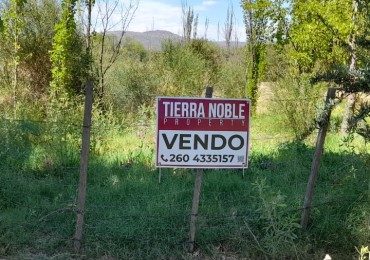 TIERRA NOBLE
PROPERTY
VENDO
260 4335157